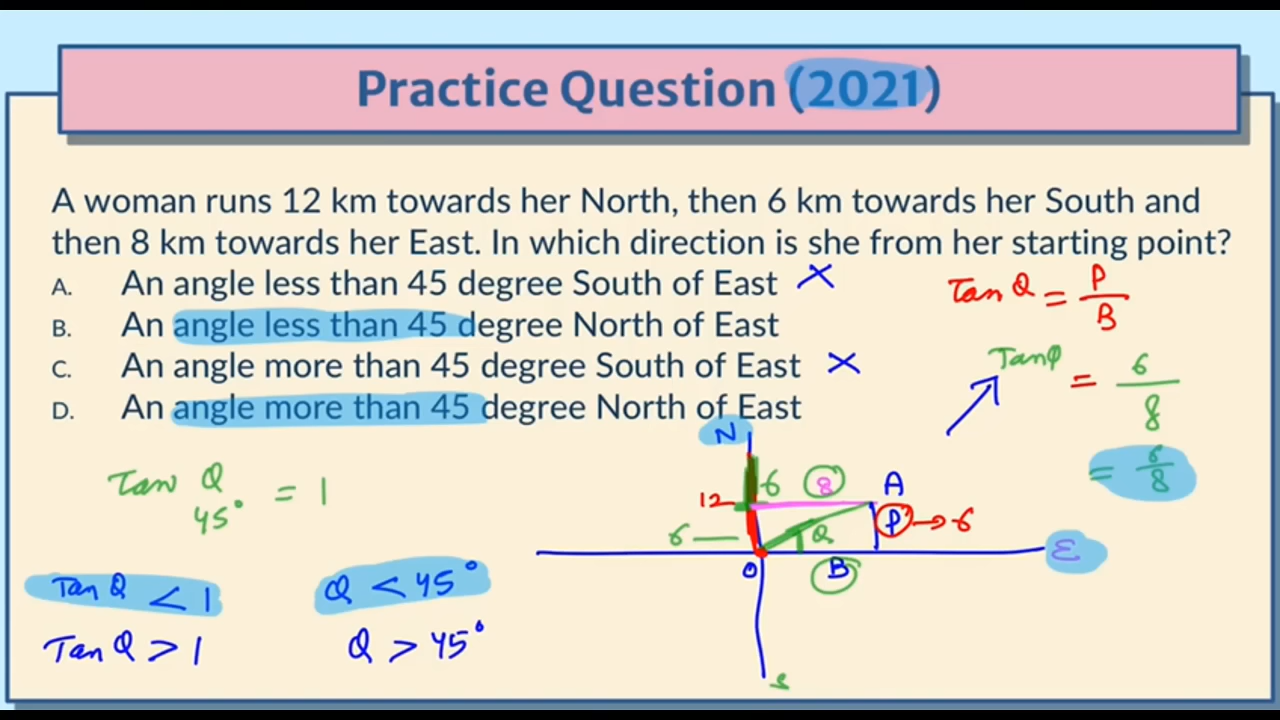 Practice Question (2021)
A woman runs 12 km towards her North, then 6 km towards her South and
then 8 km towards her East. In which direction is she from her starting point?
A. An angle less than 45 degree South of East ×
B. An angle less than 45 degree North of East
C. An angle more than 45 degree South of East ×
D. An angle more than 45 degree North of East
Tan Q = P/B
Tan Q = 6/8
= 6/8
N
Tan Q 45° = 1
6 8 A
12 P → 6
6 Q
E
O B
Tan Q < 1 Q < 45°
Tan Q > 1 Q > 45°
S